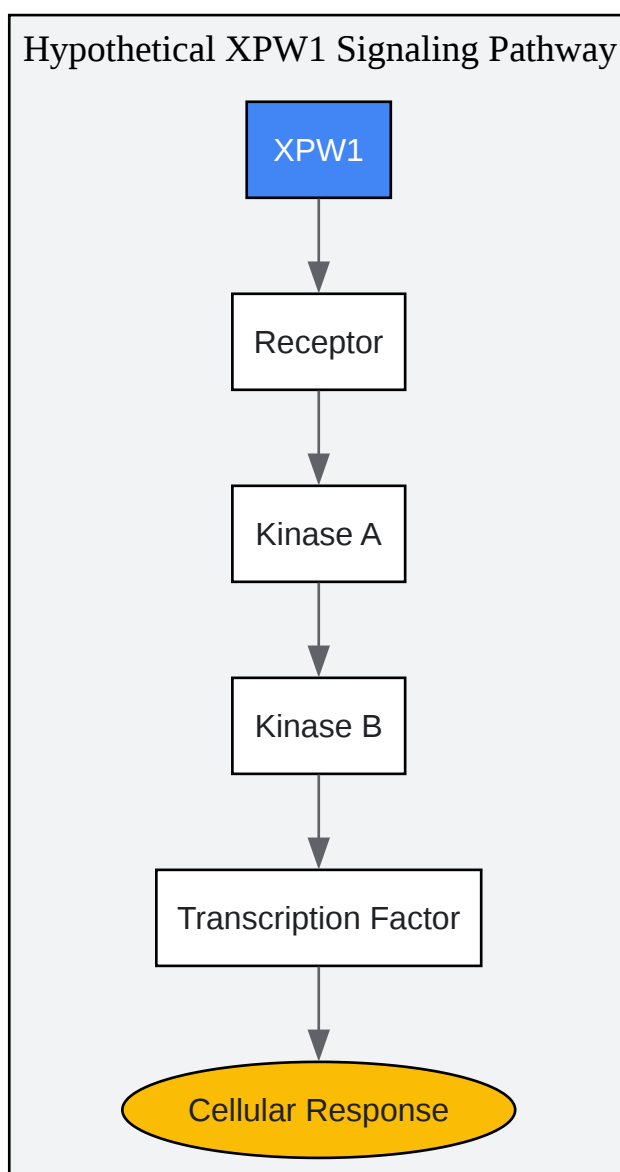 Hypothetical XPW1 Signaling Pathway
XPW1
Receptor
Kinase A
Kinase B
Transcription Factor
Cellular Response